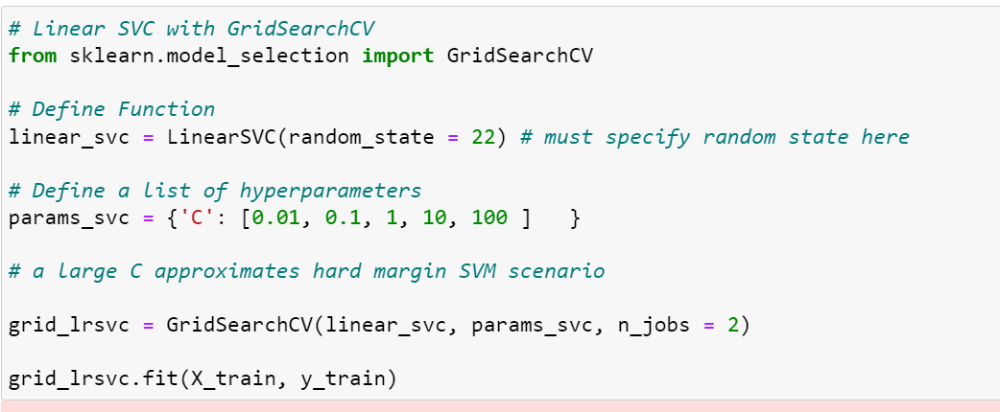 # Linear SVC with GridSearchCV
from sklearn.model_selection import GridSearchCV
# Define Function
linear_svc = LinearSVC(random_state = 22) # must specify random state here
# Define a list of hyperparameters
params_svc = {'C': [0.01, 0.1, 1, 10, 100 ]   }
# a large C approximates hard margin SVM scenario
grid_lrsvc = GridSearchCV(linear_svc, params_svc, n_jobs = 2)
grid_lrsvc.fit(X_train, y_train)